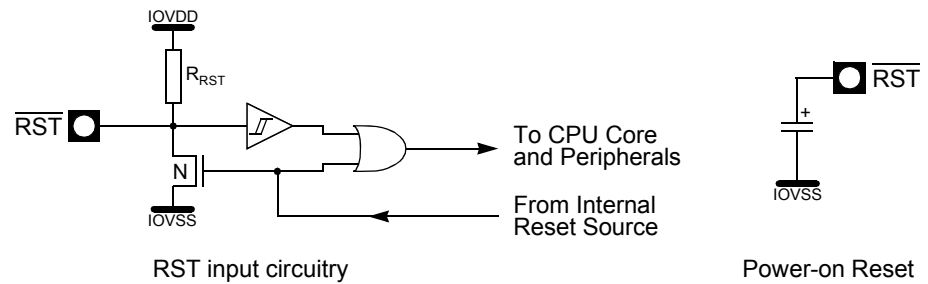 IOVDD
R_RST
RST
N
IOVSS
To CPU Core
and Peripherals
From Internal
Reset Source
RST input circuitry
RST
+
IOVSS
Power-on Reset